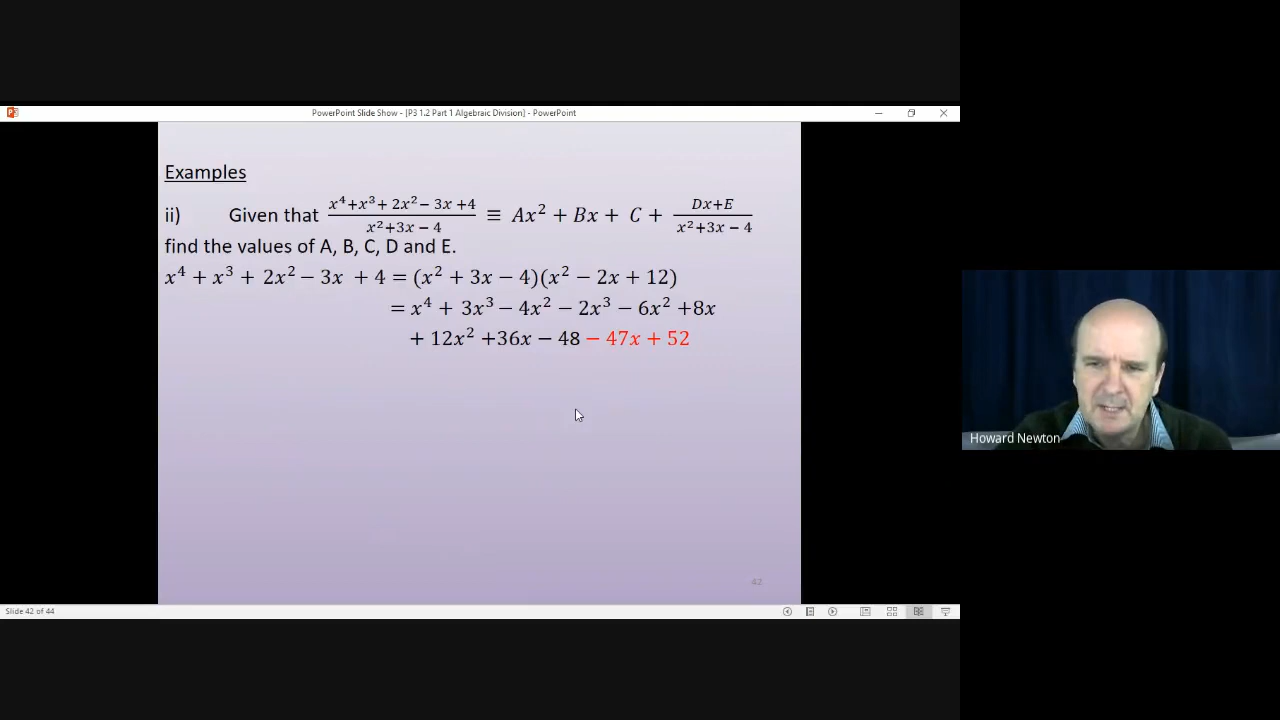 PowerPoint Slide Show - [P3 1.2 Part 1 Algebraic Division] - PowerPoint
Examples
ii) Given that (x⁴+x³+ 2x²− 3x +4)/(x²+3x − 4) ≡ Ax² + Bx + C + (Dx+E)/(x²+3x − 4)
find the values of A, B, C, D and E.
x⁴ + x³ + 2x² − 3x + 4 = (x² + 3x − 4)(x² − 2x + 12)
= x⁴ + 3x³ − 4x² − 2x³ − 6x² +8x
+ 12x² +36x − 48 − 47x + 52
Howard Newton
42
Slide 42 of 44